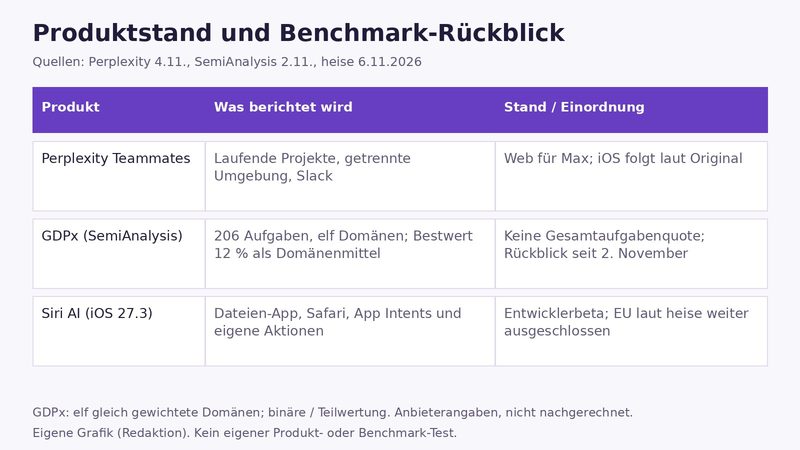 Produktstand und Benchmark-Rückblick
Quellen: Perplexity 4.11., SemiAnalysis 2.11., heise 6.11.2026
Produkt
Was berichtet wird
Stand / Einordnung
Perplexity Teammates
Laufende Projekte, getrennte
Umgebung, Slack
Web für Max; iOS folgt laut Original
GDPx (SemiAnalysis)
206 Aufgaben, elf Domänen; Bestwert
12 % als Domänenmittel
Keine Gesamtaufgabenquote;
Rückblick seit 2. November
Siri AI (iOS 27.3)
Dateien-App, Safari, App Intents und
eigene Aktionen
Entwicklerbeta; EU laut heise weiter
ausgeschlossen
GDPx: elf gleich gewichtete Domänen; binäre / Teilwertung. Anbieterangaben, nicht nachgerechnet.
Eigene Grafik (Redaktion). Kein eigener Produkt- oder Benchmark-Test.